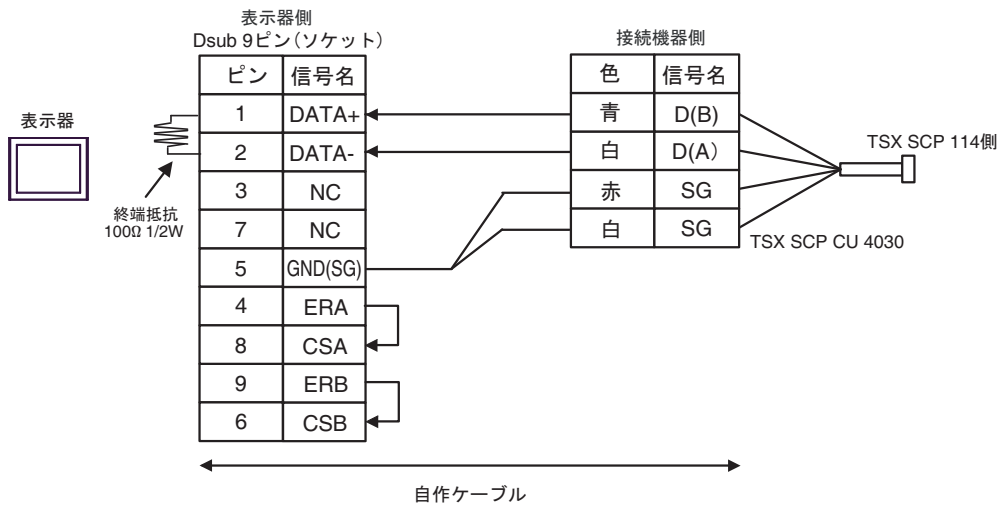 表示器側
Dsub 9ピン(ソケット)
接続機器側
ピン 信号名
色 信号名
1 DATA+
青 D(B)
表示器
TSX SCP 114側
2 DATA-
白 D(A)
3 NC
赤 SG
終端抵抗
100Ω 1/2W
7 NC
白 SG
TSX SCP CU 4030
5 GND(SG)
4 ERA
8 CSA
9 ERB
6 CSB
自作ケーブル